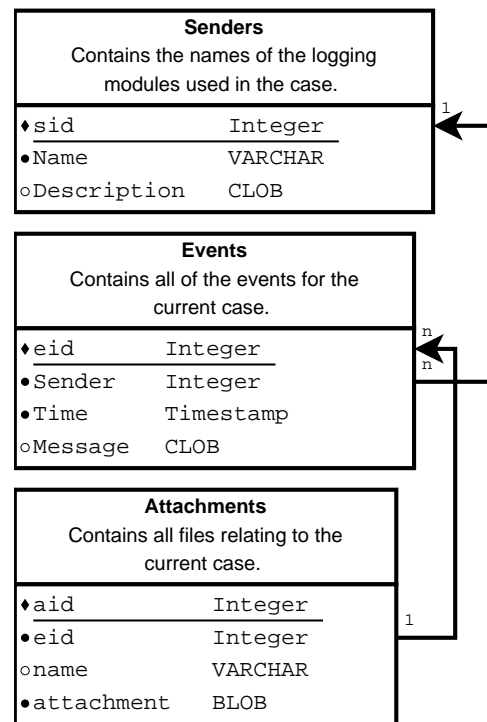 Senders
Contains the names of the logging
modules used in the case.
♦sid Integer
●Name VARCHAR
○Description CLOB
1
Events
Contains all of the events for the
current case.
♦eid Integer
●Sender Integer
●Time Timestamp
○Message CLOB
n
n
Attachments
Contains all files relating to the
current case.
♦aid Integer
●eid Integer
○name VARCHAR
●attachment BLOB
1